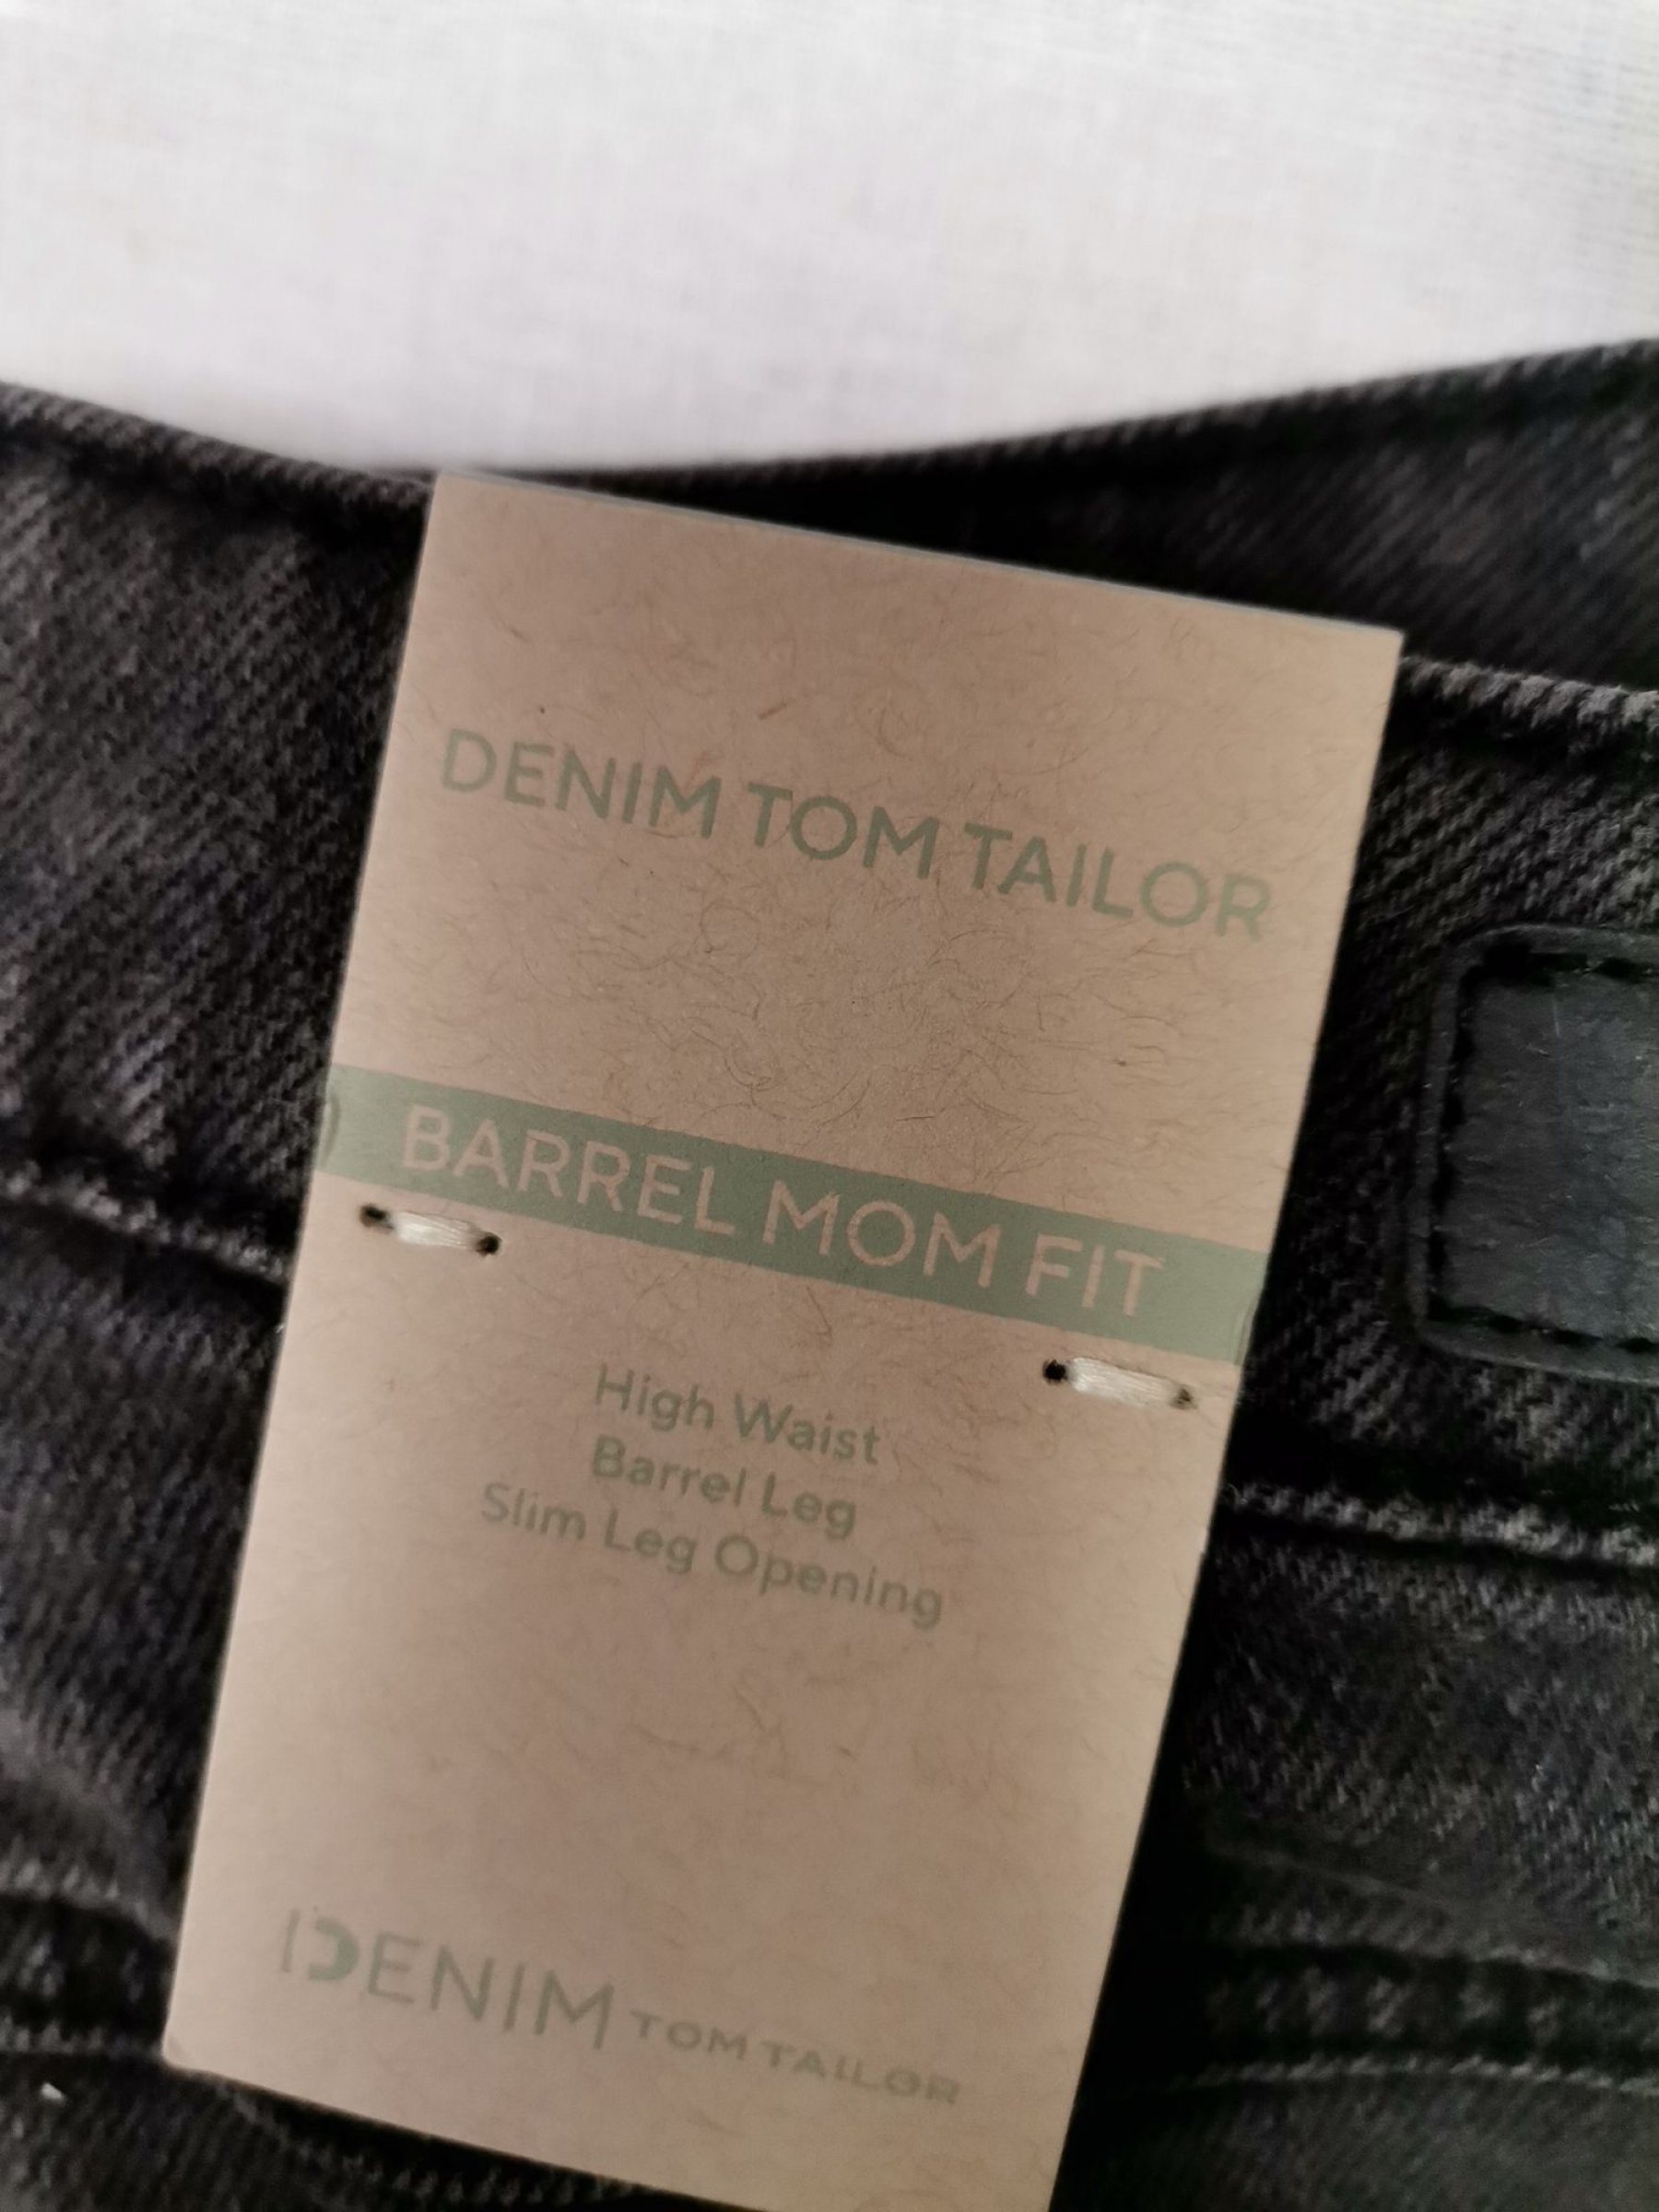 DENIM TOM TAILOR
BARREL MOM FIT
High Waist
Barrel Leg
Slim Leg Opening
DENIM TOM TAILOR